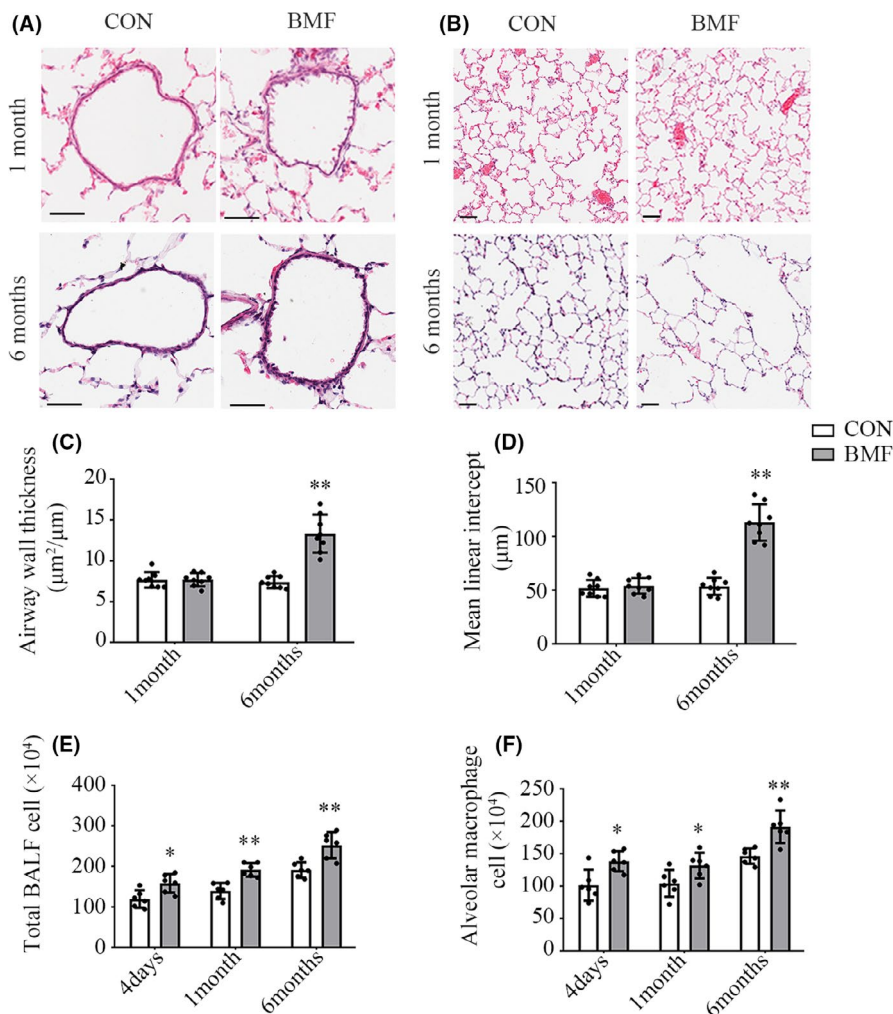 (A) CON BMF
(B) CON BMF
1 month
6 months
1 month
6 months
CON
BMF
(C)
Airway wall thickness
(μm²/μm)
20
15
10
5
0
**
1month
6months
(D)
Mean linear intercept
(μm)
150
100
50
0
**
1month
6months
(E)
Total BALF cell (×10⁴)
400
300
200
100
0
*
**
**
4days
1month
6months
(F)
Alveolar macrophage
cell (×10⁴)
250
200
150
100
50
0
*
*
**
4days
1month
6months